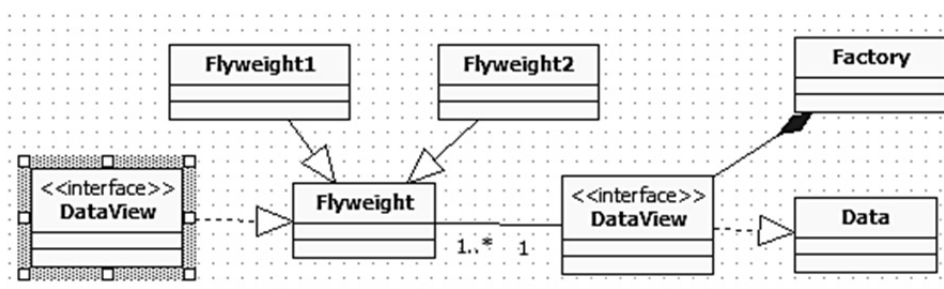 Flyweight1
Flyweight2
Factory
<<interface>>
DataView
Flyweight
<<interface>>
DataView
Data
1..*
1